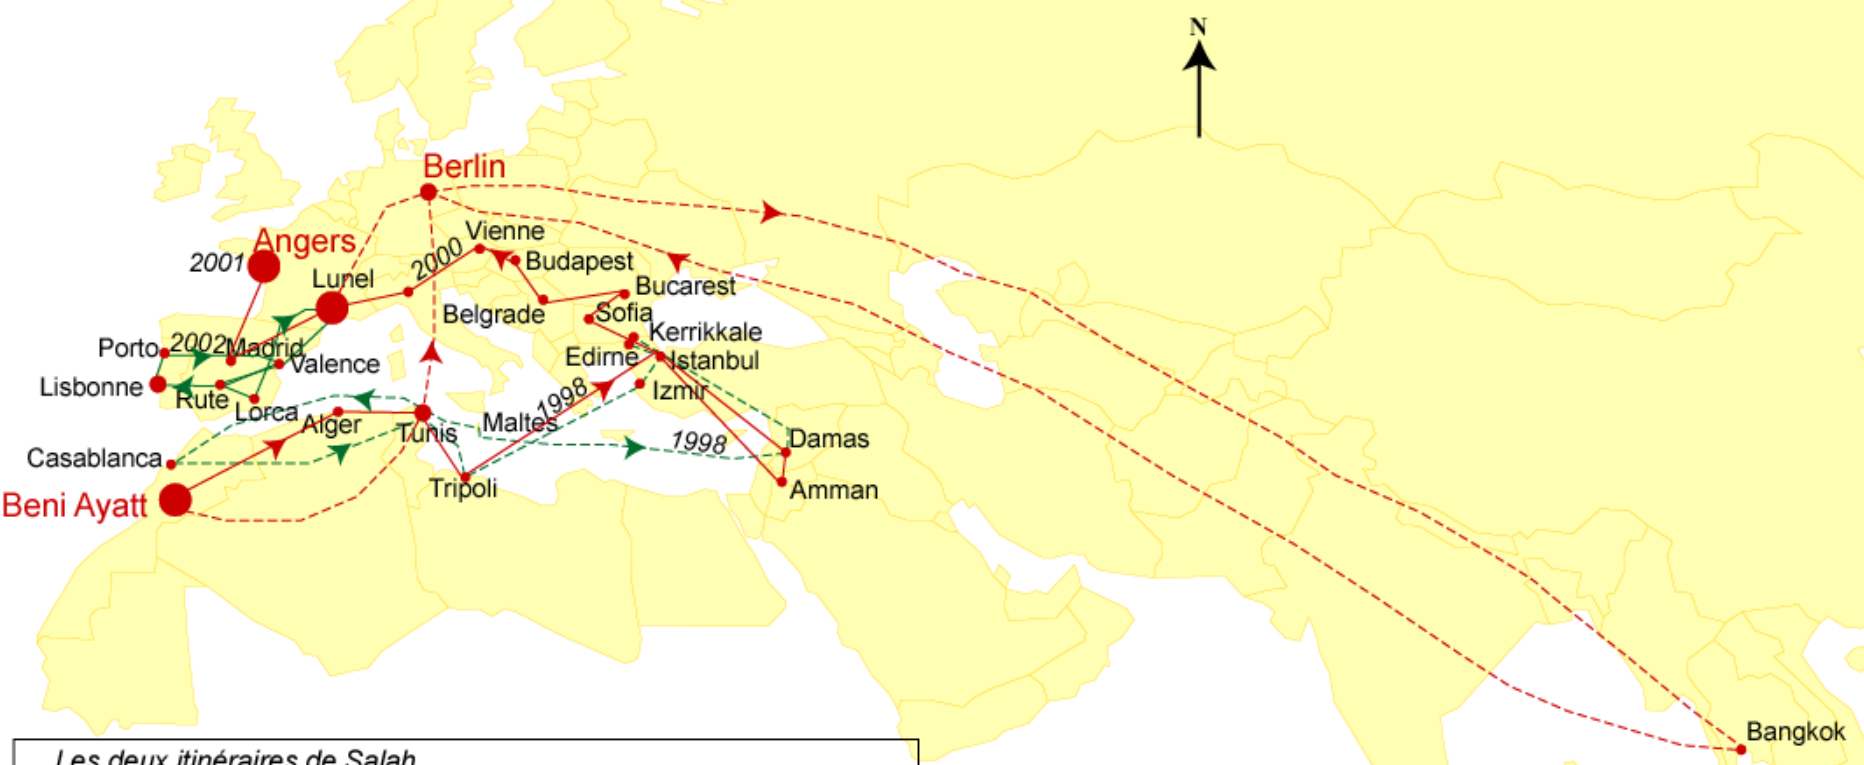 N
Berlin
Angers
2001
Vienne
2000
Budapest
Lunel
Bucarest
Belgrade
Sofia
Kerrikkale
Porto
2002
Madrid
Edirne
Istanbul
Valence
Lisbonne
Rute
Izmir
1998
Lorca
Alger
Maltes
Tunis
1998
Damas
Casablanca
Tripoli
Amman
Beni Ayatt
Bangkok
Les deux itinéraires de Salah